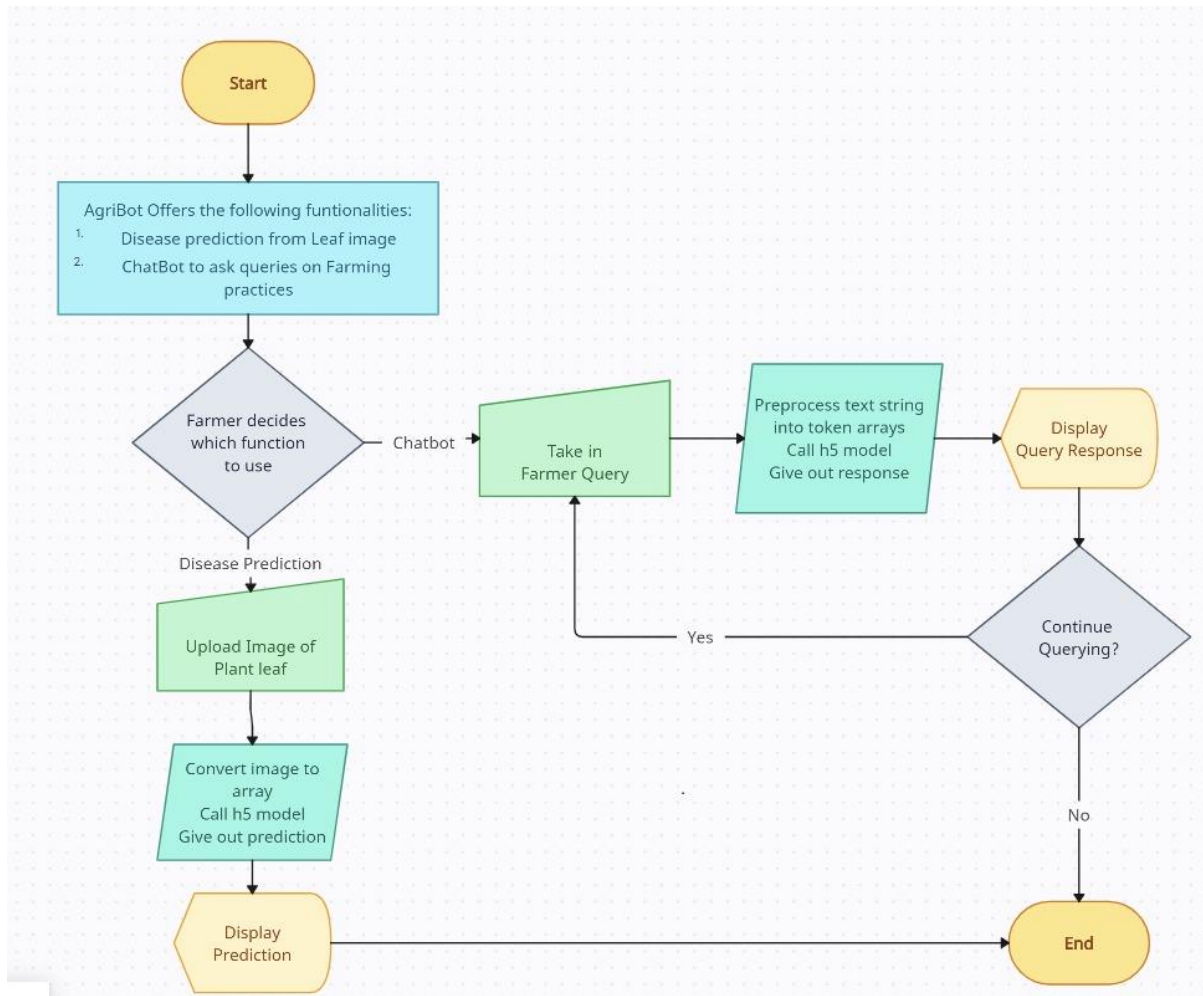 Start
AgriBot Offers the following funtionalities:
1. Disease prediction from Leaf image
2. ChatBot to ask queries on Farming
practices
Farmer decides
which function
to use
Chatbot
Take in
Farmer Query
Preprocess text string
into token arrays
Call h5 model
Give out response
Display
Query Response
Continue
Querying?
Yes
No
Disease Prediction
Upload Image of
Plant leaf
Convert image to
array
Call h5 model
Give out prediction
Display
Prediction
End